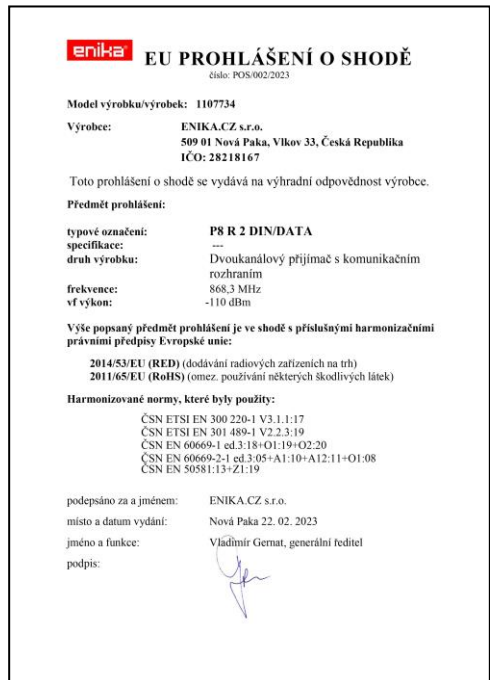 enika
EU PROHLÁŠENÍ O SHODĚ
číslo: POS/002/2023
Model výrobku/výrobek: 1107734
Výrobce: ENIKA.CZ s.r.o.
509 01 Nová Paka, Vlkov 33, Česká Republika
IČO: 28218167
Toto prohlášení o shodě se vydává na výhradní odpovědnost výrobce.
Předmět prohlášení:
typové označení: P8 R 2 DIN/DATA
specifikace: ---
druh výrobku: Dvoukanálový přijímač s komunikačním
rozhraním
frekvence: 868,3 MHz
vf výkon: -110 dBm
Výše popsaný předmět prohlášení je ve shodě s příslušnými harmonizačními
právními předpisy Evropské unie:
2014/53/EU (RED) (dodávání radiových zařízeních na trh)
2011/65/EU (RoHS) (omez. používání některých škodlivých látek)
Harmonizované normy, které byly použity:
ČSN ETSI EN 300 220-1 V3.1.1:17
ČSN ETSI EN 301 489-1 V2.2.3:19
ČSN EN 60669-1 ed.3:18+O1:19+O2:20
ČSN EN 60669-2-1 ed.3:05+A1:10+A12:11+O1:08
ČSN EN 50581:13+Z1:19
podepsáno za a jménem: ENIKA.CZ s.r.o.
místo a datum vydání: Nová Paka 22. 02. 2023
jméno a funkce: Vladimír Gernat, generální ředitel
podpis: